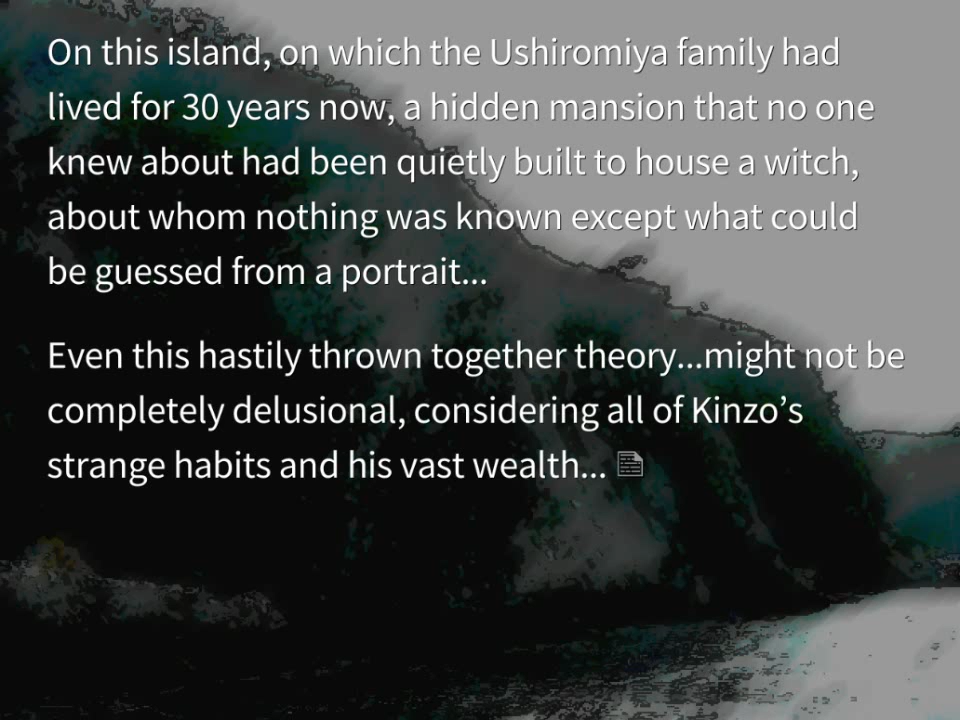 On this island, on which the Ushiromiya family had
lived for 30 years now, a hidden mansion that no one
knew about had been quietly built to house a witch,
about whom nothing was known except what could
be guessed from a portrait...
Even this hastily thrown together theory...might not be
completely delusional, considering all of Kinzo’s
strange habits and his vast wealth...